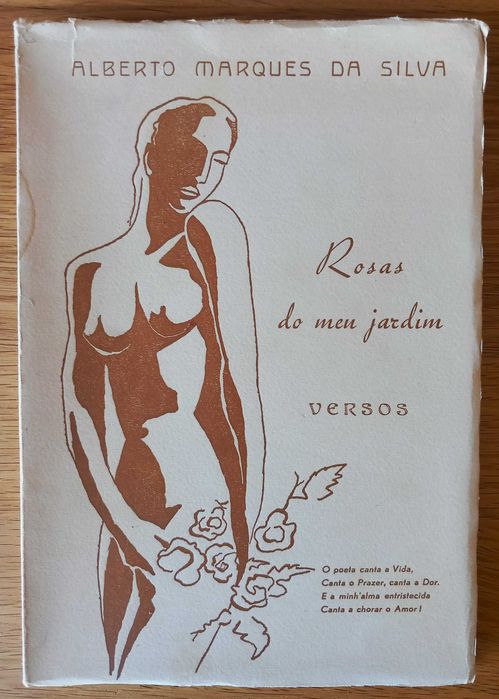 ALBERTO MARQUES DA SILVA
Rosas
do meu jardim
VERSOS
O poeta canta a Vida,
Canta o Prazer, canta a Dor.
E a minh'alma entristecida
Canta a chorar o Amor!